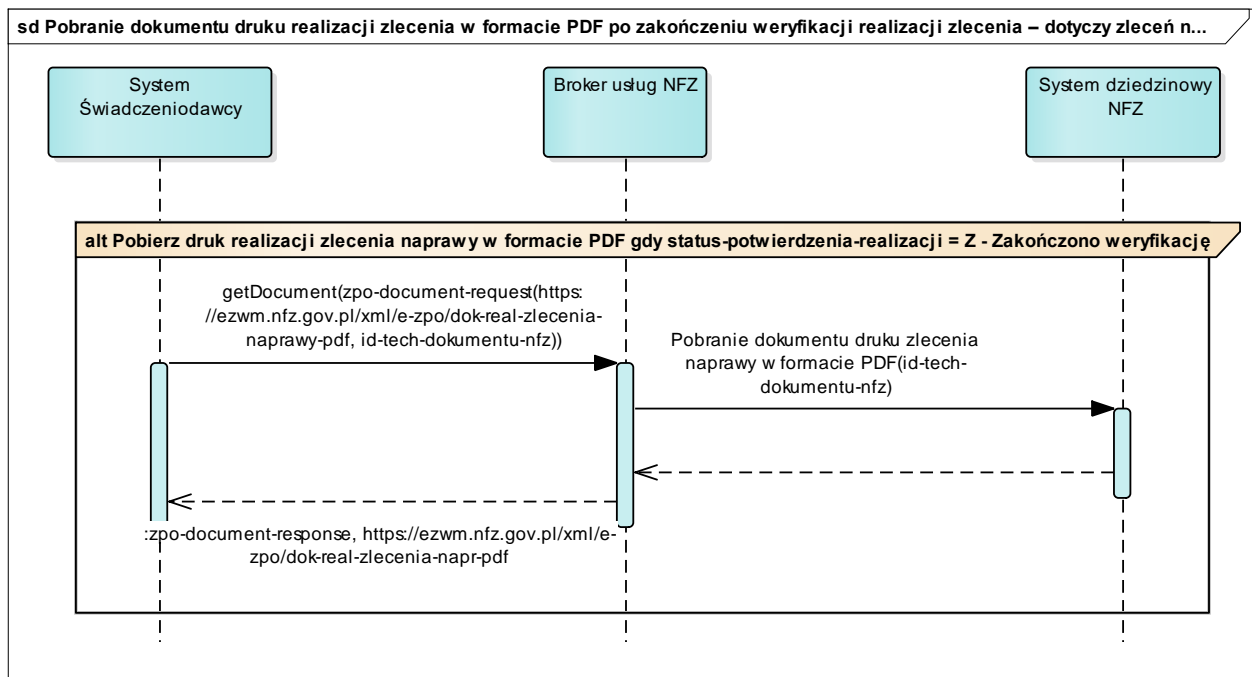 sd Pobranie dokumentu druku realizacji zlecenia w formacie PDF po zakończeniu weryfikacji realizacji zlecenia – dotyczy zleceń n...
System
Świadczeniodawcy
Broker usług NFZ
System dziedzinowy
NFZ
alt Pobierz druk realizacji zlecenia naprawy w formacie PDF gdy status-potwierdzenia-realizacji = Z - Zakończono weryfikację
getDocument(zpo-document-request(https:
//ezwm.nfz.gov.pl/xml/e-zpo/dok-real-zlecenia-
naprawy-pdf, id-tech-dokumentu-nfz))
Pobranie dokumentu druku zlecenia
naprawy w formacie PDF(id-tech-
dokumentu-nfz)
:zpo-document-response, https://ezwm.nfz.gov.pl/xml/e-
zpo/dok-real-zlecenia-napr-pdf